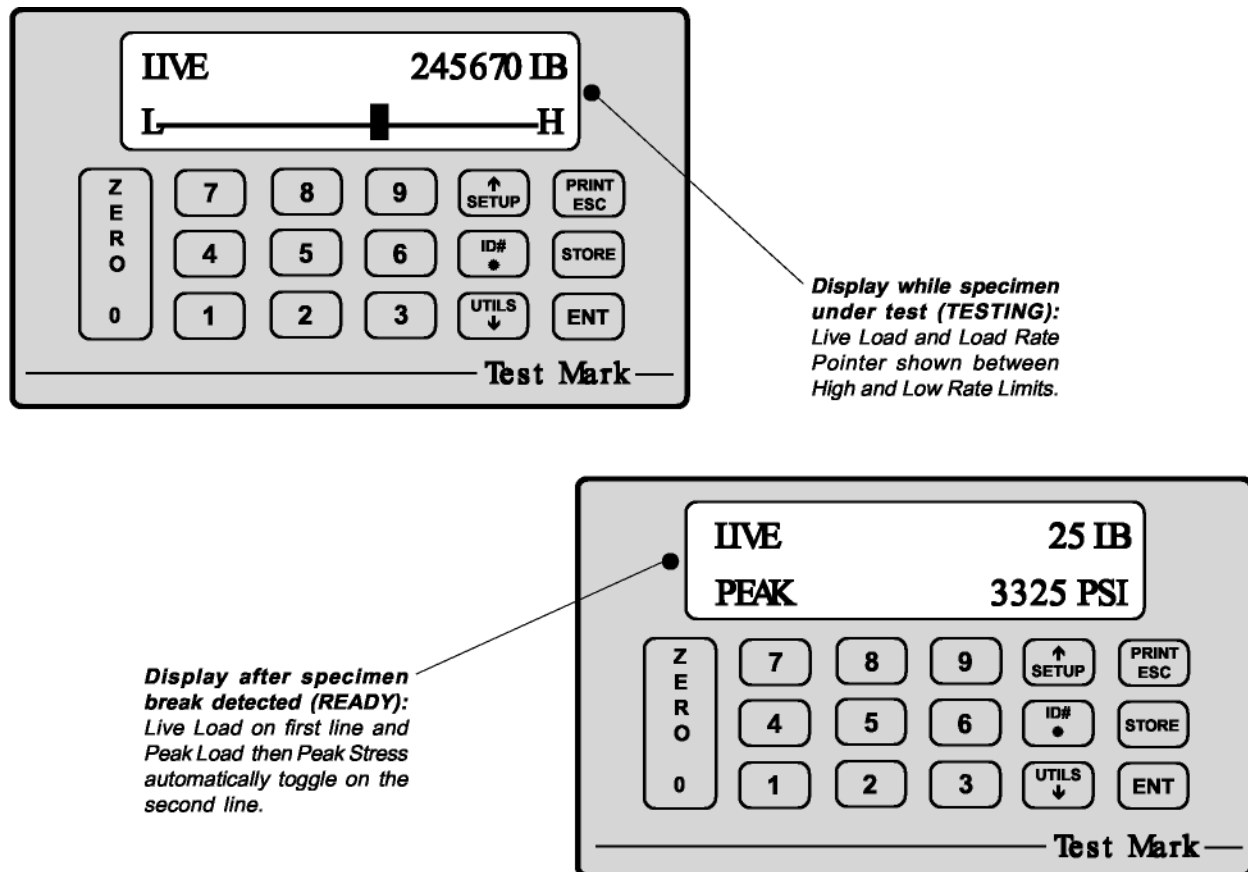 LIVE 245670 LB
L H
Z
E
R
O
0
7 8 9 SETUP PRINT ESC
4 5 6 ID# STORE
1 2 3 UTILS ENT
Test Mark
Display while specimen
under test (TESTING):
Live Load and Load Rate
Pointer shown between
High and Low Rate Limits.
LIVE 25 LB
PEAK 3325 PSI
Z
E
R
O
0
7 8 9 SETUP PRINT ESC
4 5 6 ID# STORE
1 2 3 UTILS ENT
Test Mark
Display after specimen
break detected (READY):
Live Load on first line and
Peak Load then Peak Stress
automatically toggle on the
second line.